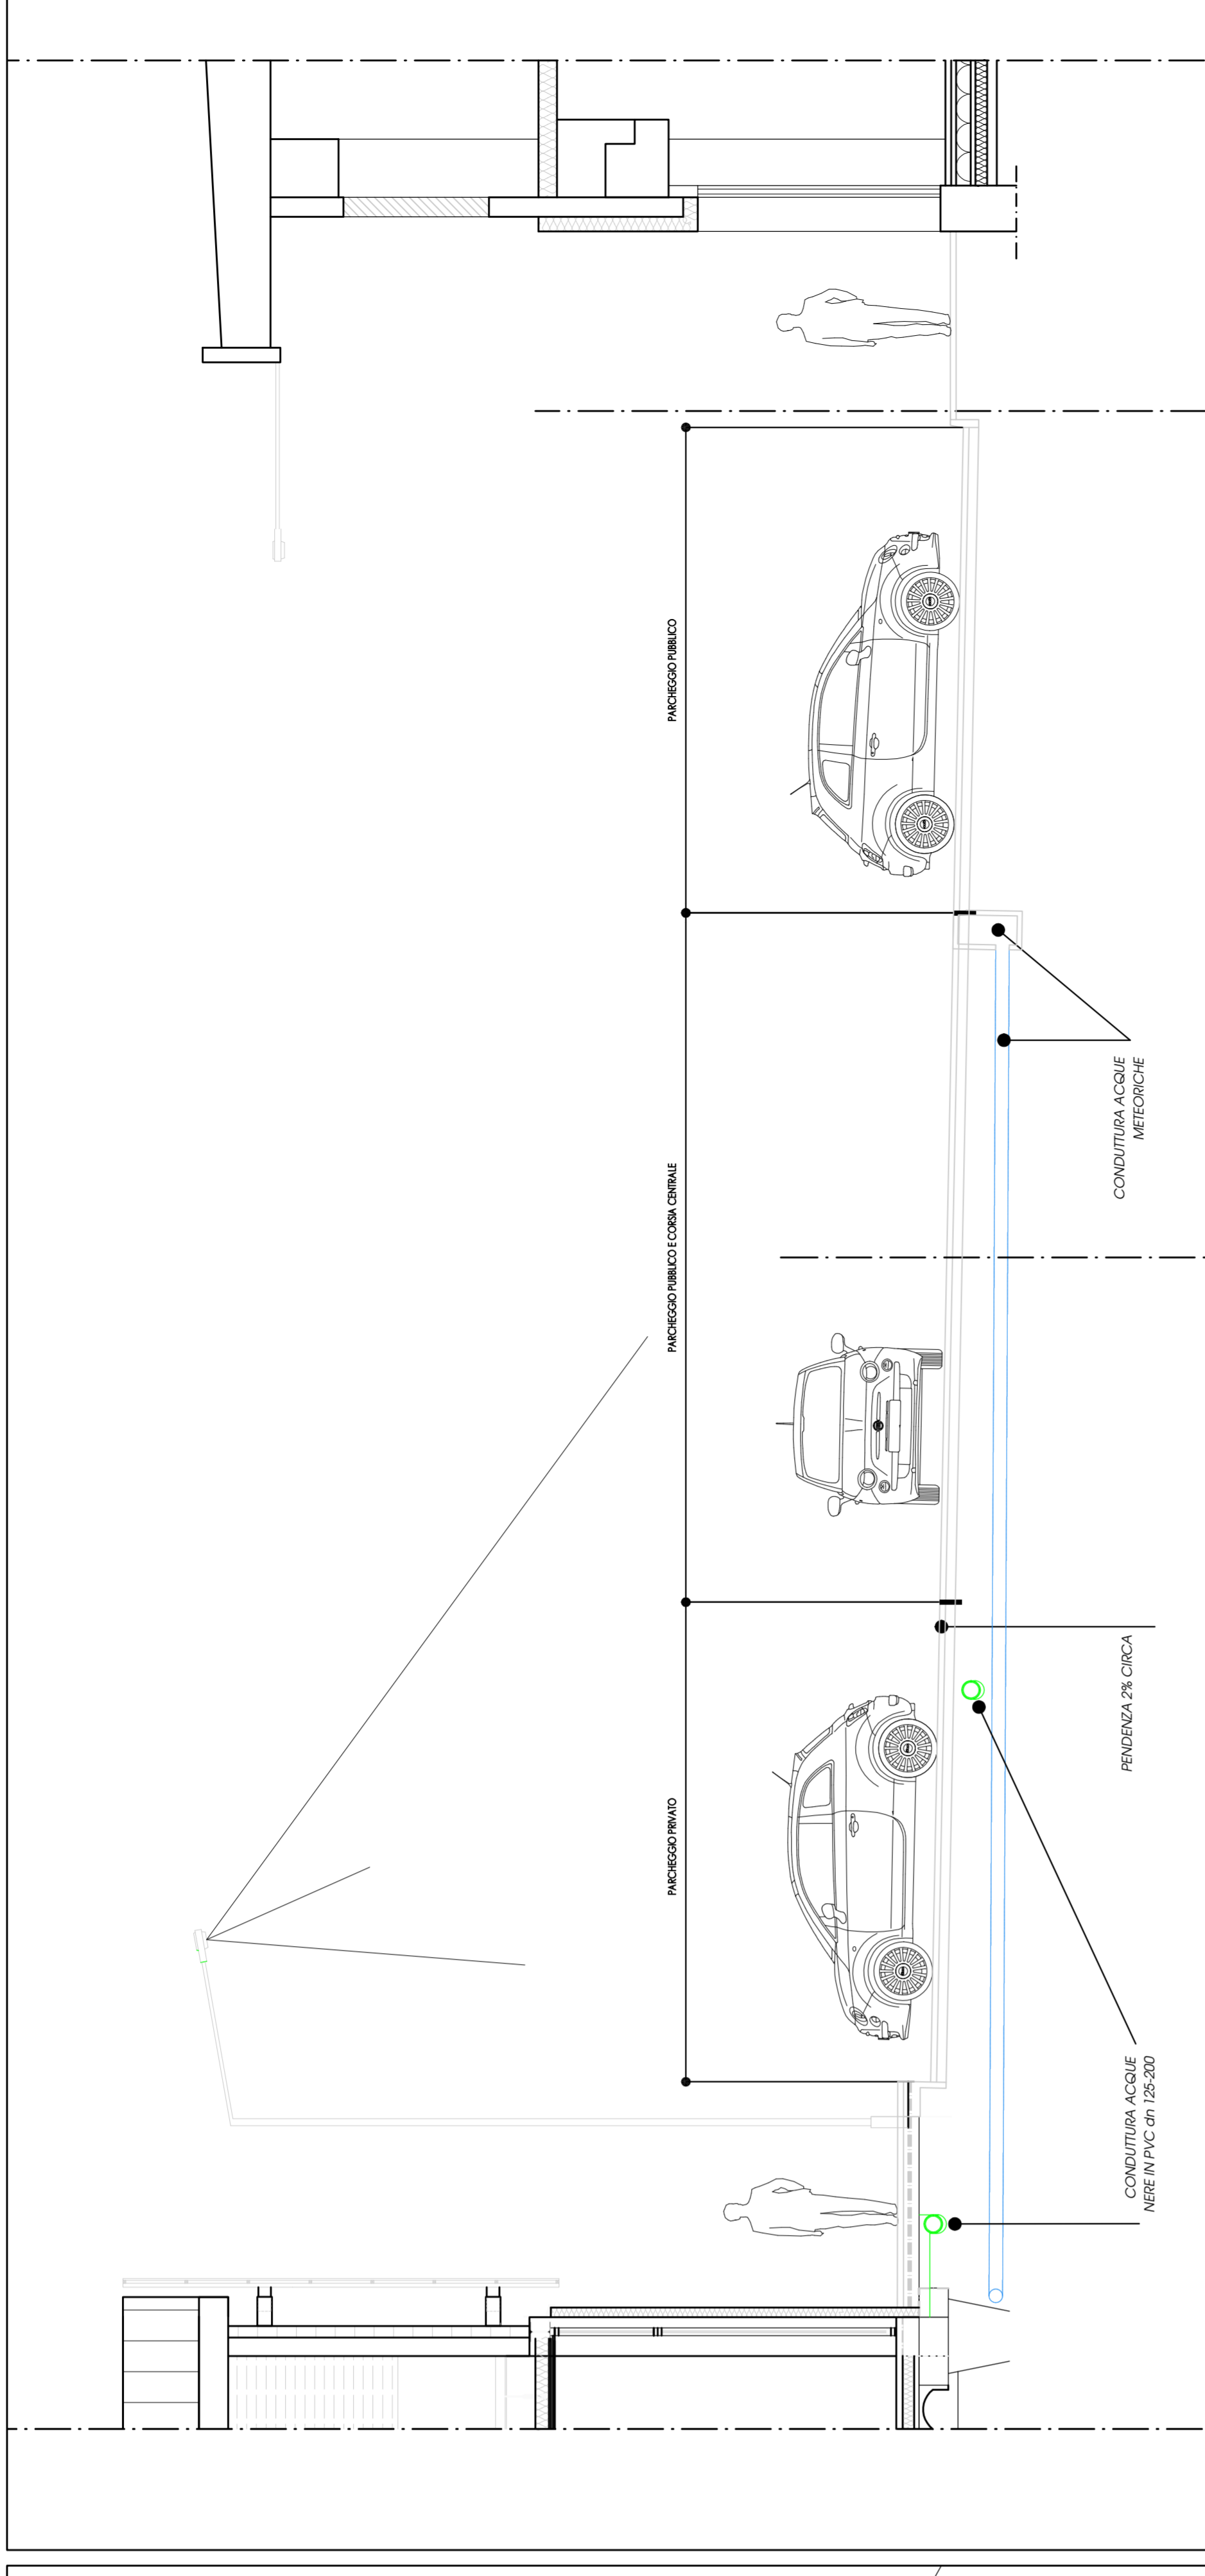 PARCHEGGIO PRIVATO
PARCHEGGIO PUBBLICO E CORSIA CENTRALE
PARCHEGGIO PUBBLICO
CONDUTTURA ACQUE
NERE IN PVC dn 125-200
PENDENZA 2% CIRCA
CONDUTTURA ACQUE
METEORICHE